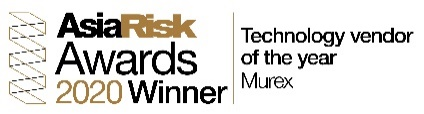 AsiaRisk
Awards
2020 Winner
Technology vendor
of the year
Murex